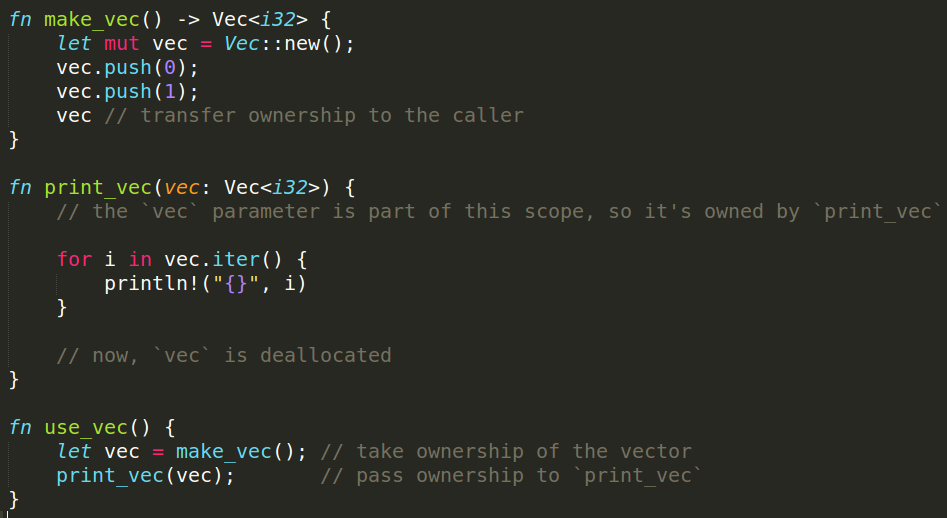 fn make_vec() -> Vec<i32> {
    let mut vec = Vec::new();
    vec.push(0);
    vec.push(1);
    vec // transfer ownership to the caller
}

fn print_vec(vec: Vec<i32>) {
    // the `vec` parameter is part of this scope, so it's owned by `print_vec`

    for i in vec.iter() {
        println!("{}", i)
    }

    // now, `vec` is deallocated
}

fn use_vec() {
    let vec = make_vec(); // take ownership of the vector
    print_vec(vec);       // pass ownership to `print_vec`
}